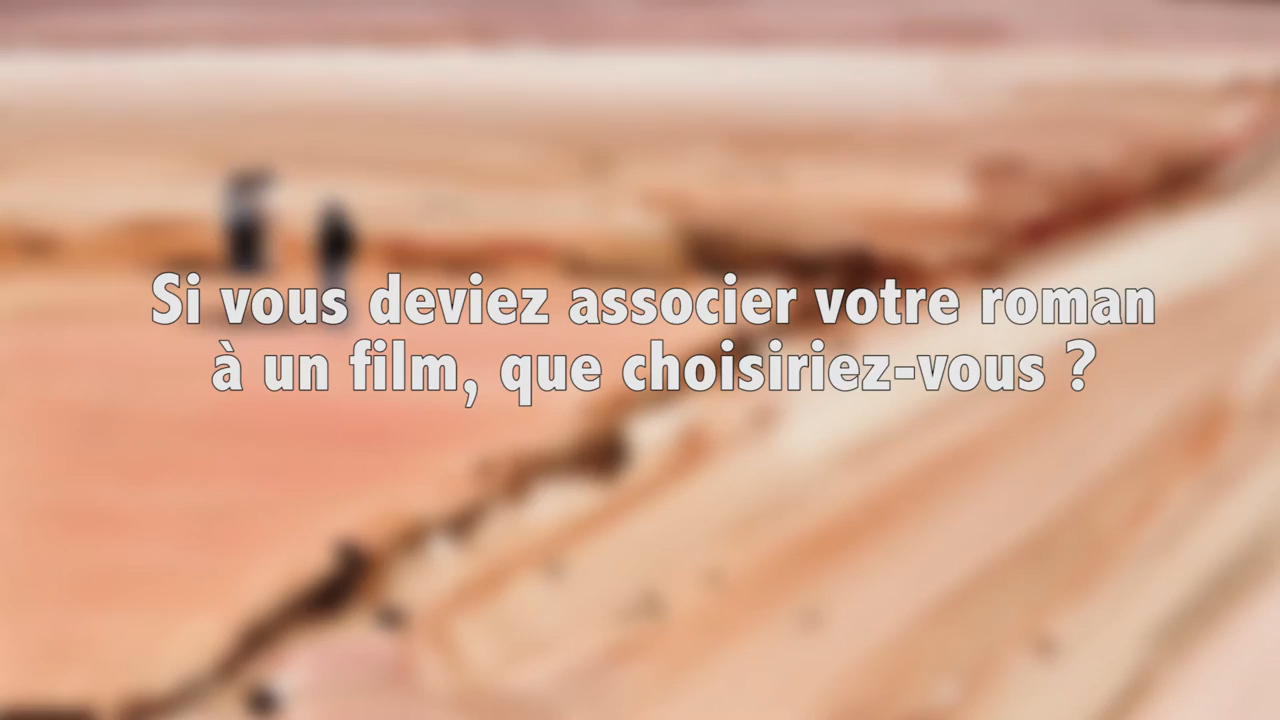 Si vous deviez associer votre roman
à un film, que choisiriez-vous ?